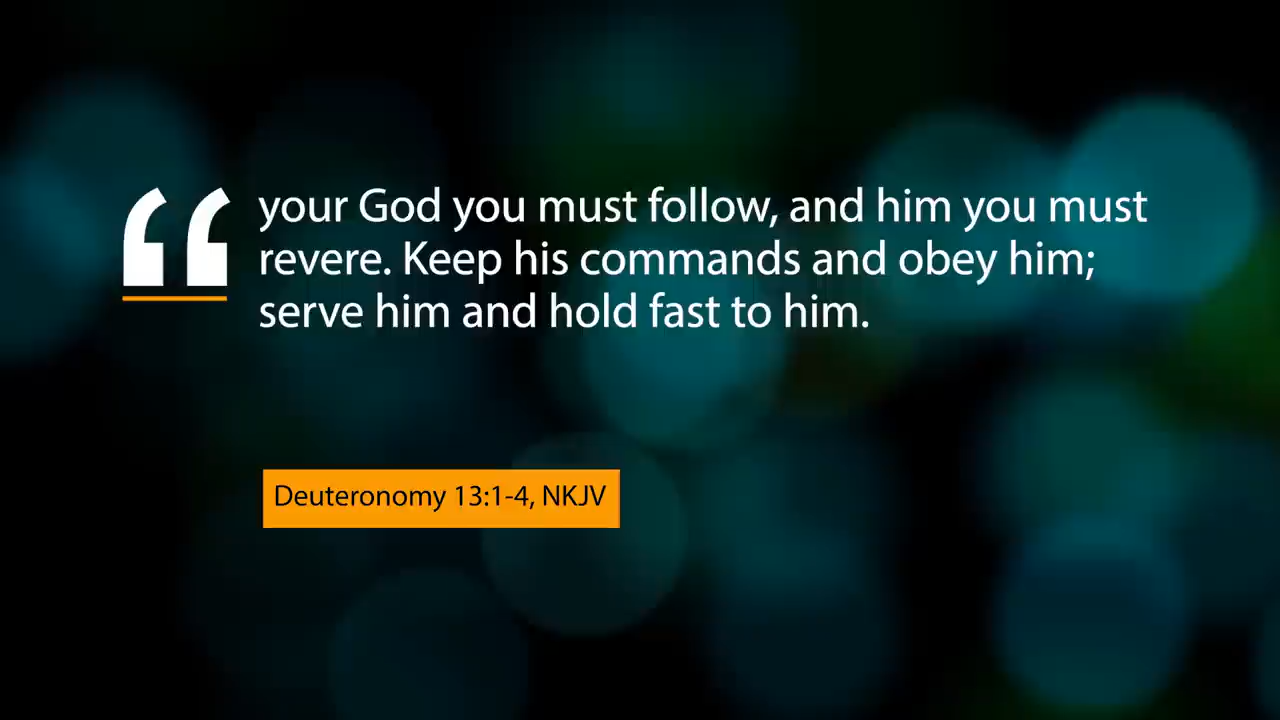 “
your God you must follow, and him you must
revere. Keep his commands and obey him;
serve him and hold fast to him.
Deuteronomy 13:1-4, NKJV